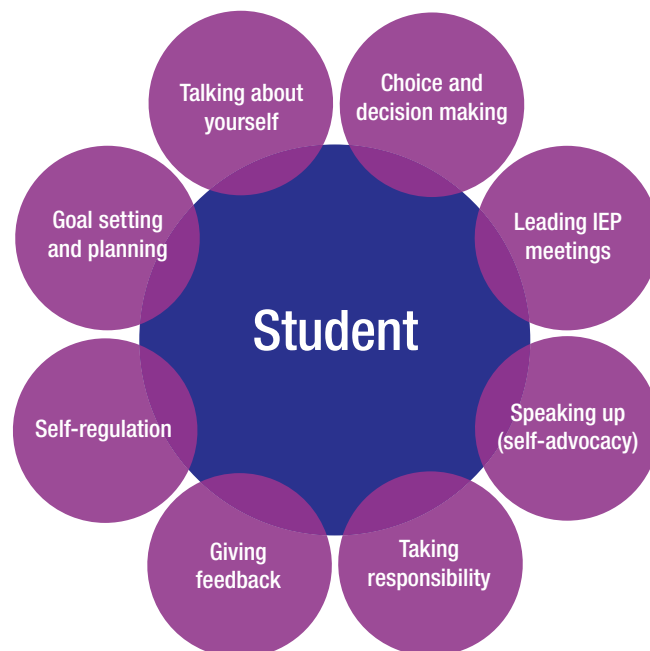 Talking about
yourself
Choice and
decision making
Goal setting
and planning
Leading IEP
meetings
Student
Self-regulation
Speaking up
(self-advocacy)
Giving
feedback
Taking
responsibility